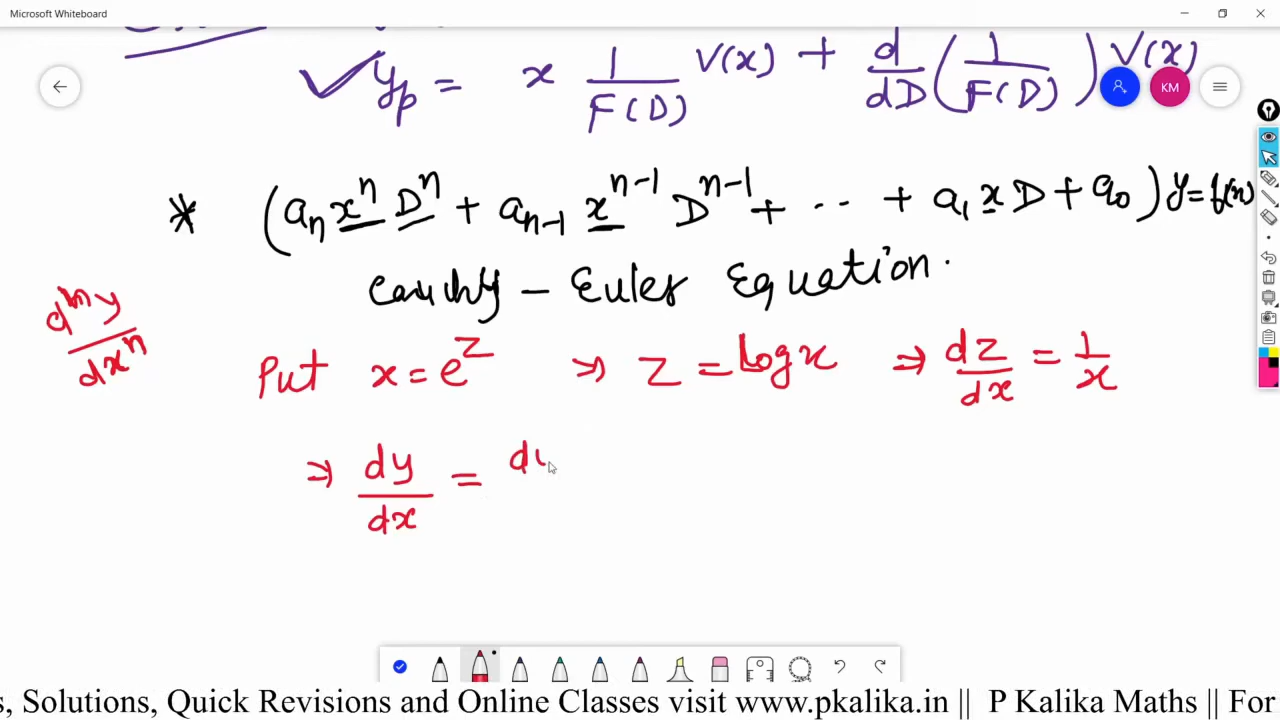 Microsoft Whiteboard
y_p = x 1/F(D) V(x) + d/dD (1/F(D)) V(x)
KM
* (a_n x^n D^n + a_{n-1} x^{n-1} D^{n-1} + .. + a_1 x D + a_0) y = f(x)
Cauchy - Euler Equation.
d^n y/dx^n
Put x = e^z ⇒ z = log x ⇒ dz/dx = 1/x
⇒ dy/dx = dy
s, Solutions, Quick Revisions and Online Classes visit www.pkalika.in || P Kalika Maths || For